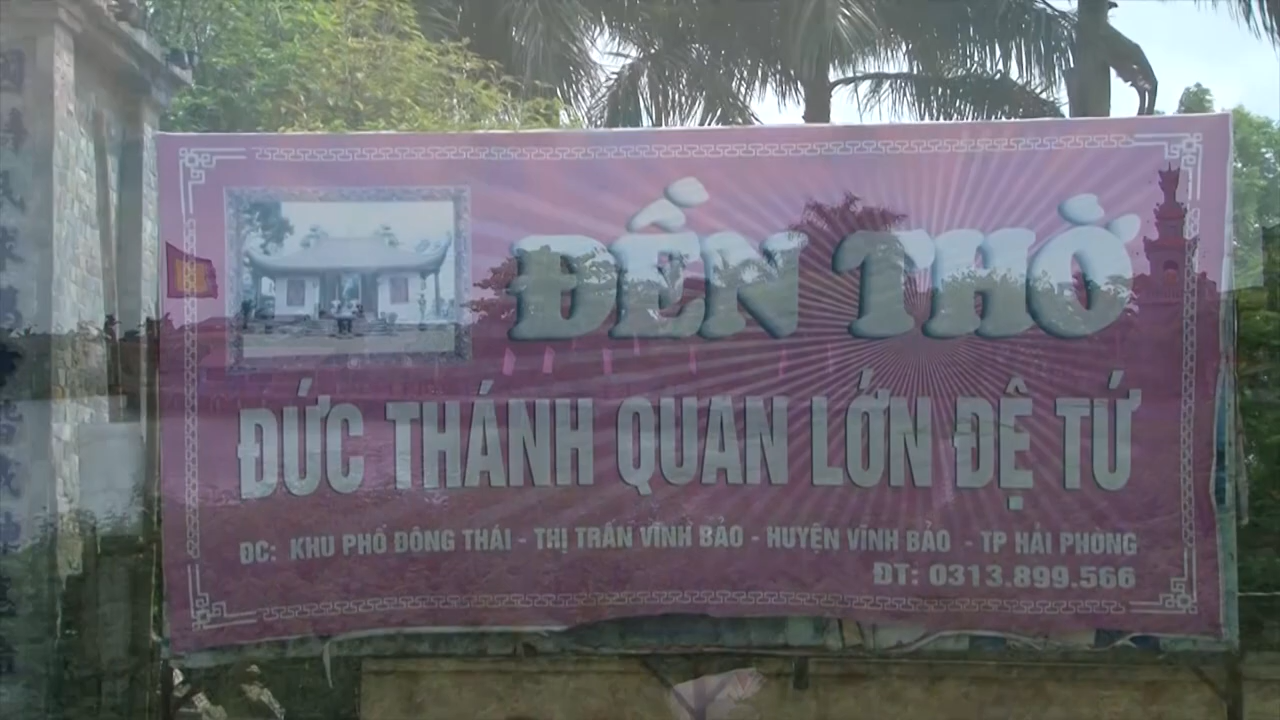 ĐỀN THỜ
ĐỨC THÁNH QUAN LỚN ĐỆ TỨ
ĐC: KHU PHỐ ĐÔNG THÁI - THỊ TRẤN VĨNH BẢO - HUYỆN VĨNH BẢO - TP HẢI PHÒNG
ĐT: 0313.899.566